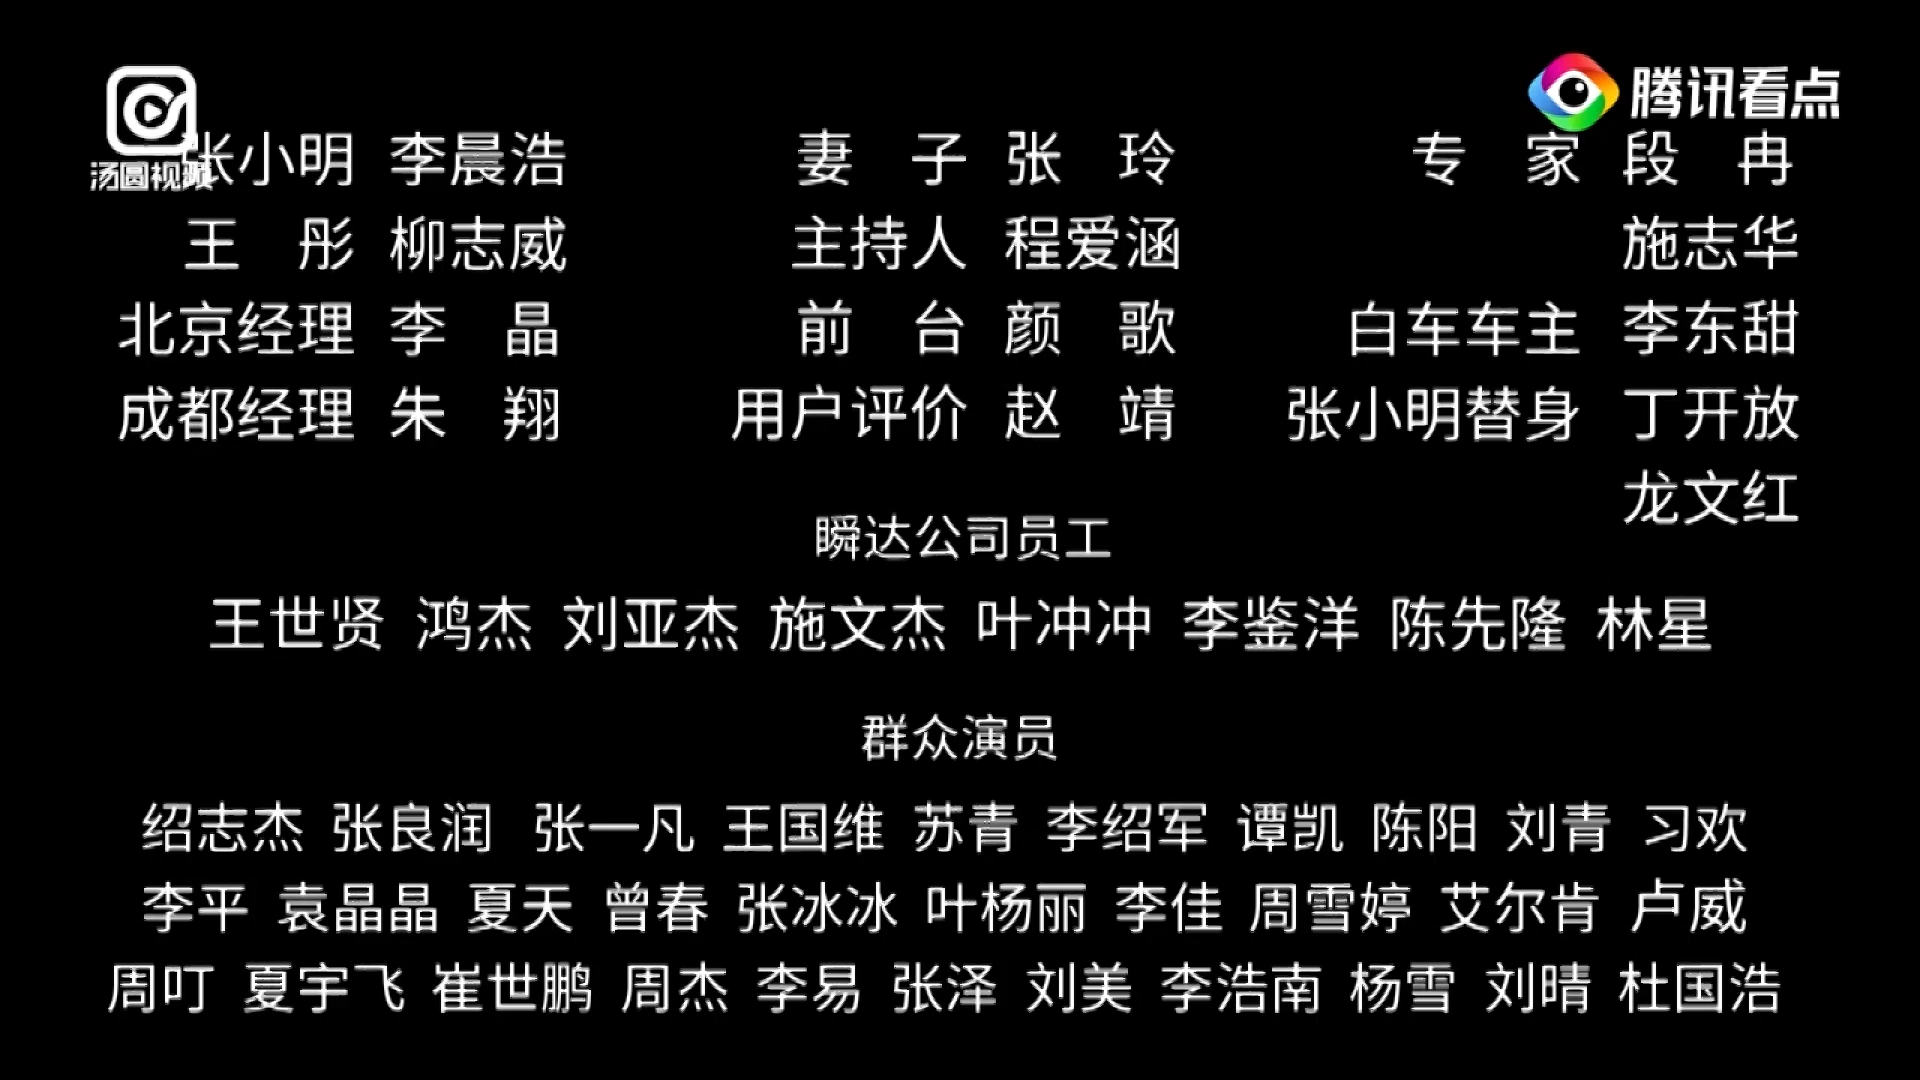 腾讯看点
汤圆视频
张小明 李晨浩 妻 子 张 玲 专 家 段 冉
王 彤 柳志威 主持人 程爱涵 施志华
北京经理 李 晶 前 台 颜 歌 白车车主 李东甜
成都经理 朱 翔 用户评价 赵 靖 张小明替身 丁开放
龙文红
瞬达公司员工
王世贤 鸿杰 刘亚杰 施文杰 叶冲冲 李鉴洋 陈先隆 林星
群众演员
绍志杰 张良润 张一凡 王国维 苏青 李绍军 谭凯 陈阳 刘青 习欢
李平 袁晶晶 夏天 曾春 张冰冰 叶杨丽 李佳 周雪婷 艾尔肯 卢威
周叮 夏宇飞 崔世鹏 周杰 李易 张泽 刘美 李浩南 杨雪 刘晴 杜国浩